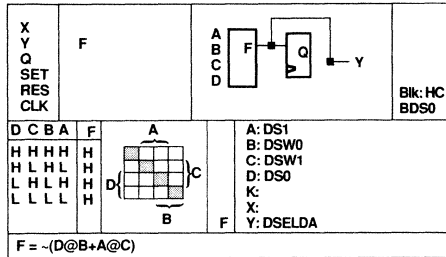 X
Y
Q
SET
RES
CLK
F
A
B
C
D
F
Q
Y
Blk: HC
BDS0
D C B A F
H H H H H
H L H L H
L H L H H
L L L L H
A
D
C
B
F
A: DS1
B: DSW0
C: DSW1
D: DS0
K:
X:
Y: DSELDA
F = ~(D@B+A@C)